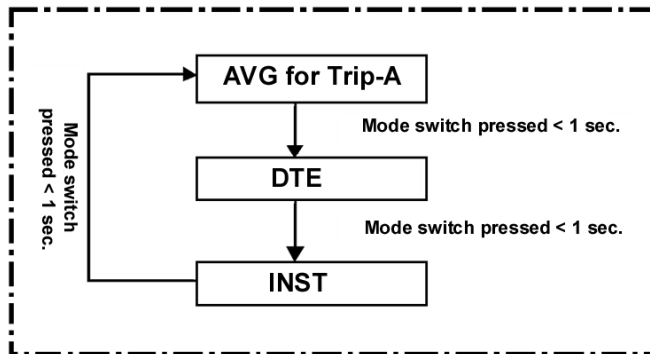 AVG for Trip-A
Mode switch pressed < 1 sec.
DTE
Mode switch pressed < 1 sec.
INST
Mode switch
pressed < 1 sec.